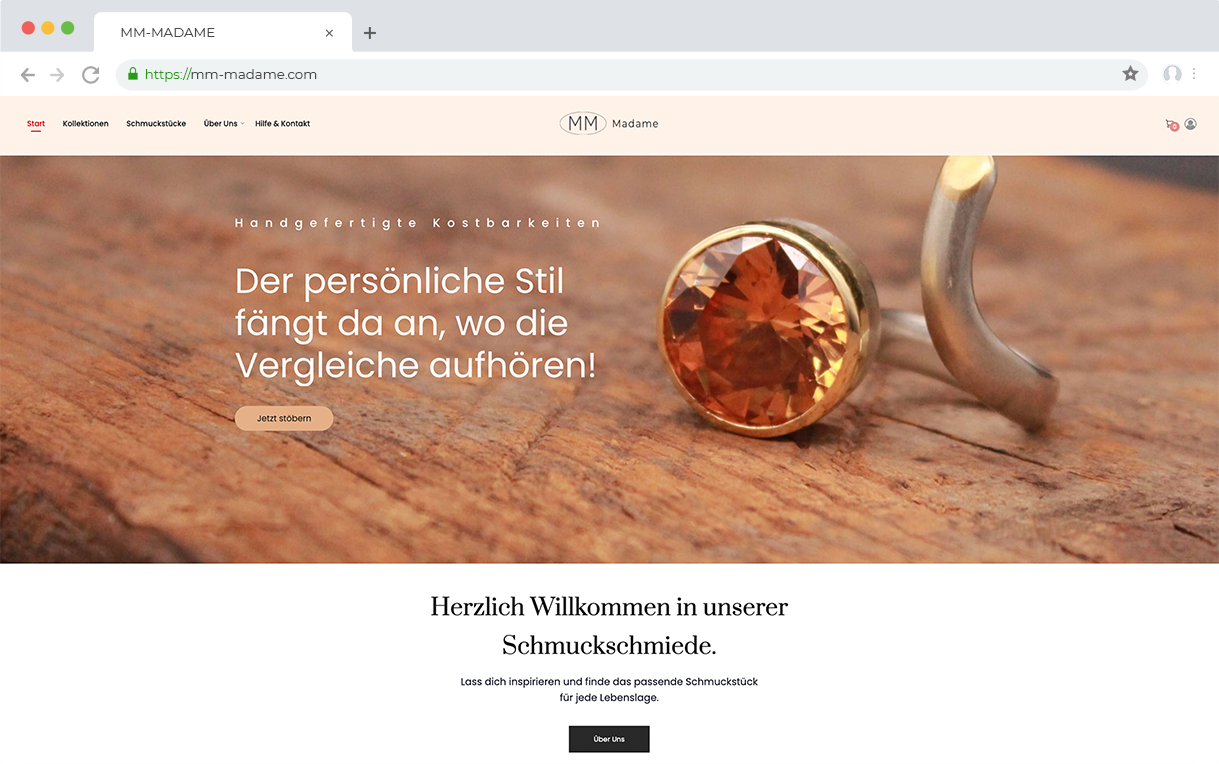 MM-MADAME
https://mm-madame.com
Start Kollektionen Schmuckstücke Über Uns Hilfe & Kontakt MM Madame 0
Handgefertigte Kostbarkeiten
Der persönliche Stil
fängt da an, wo die
Vergleiche aufhören!
Jetzt stöbern
Herzlich Willkommen in unserer
Schmuckschmiede.
Lass dich inspirieren und finde das passende Schmuckstück
für jede Lebenslage.
Über Uns